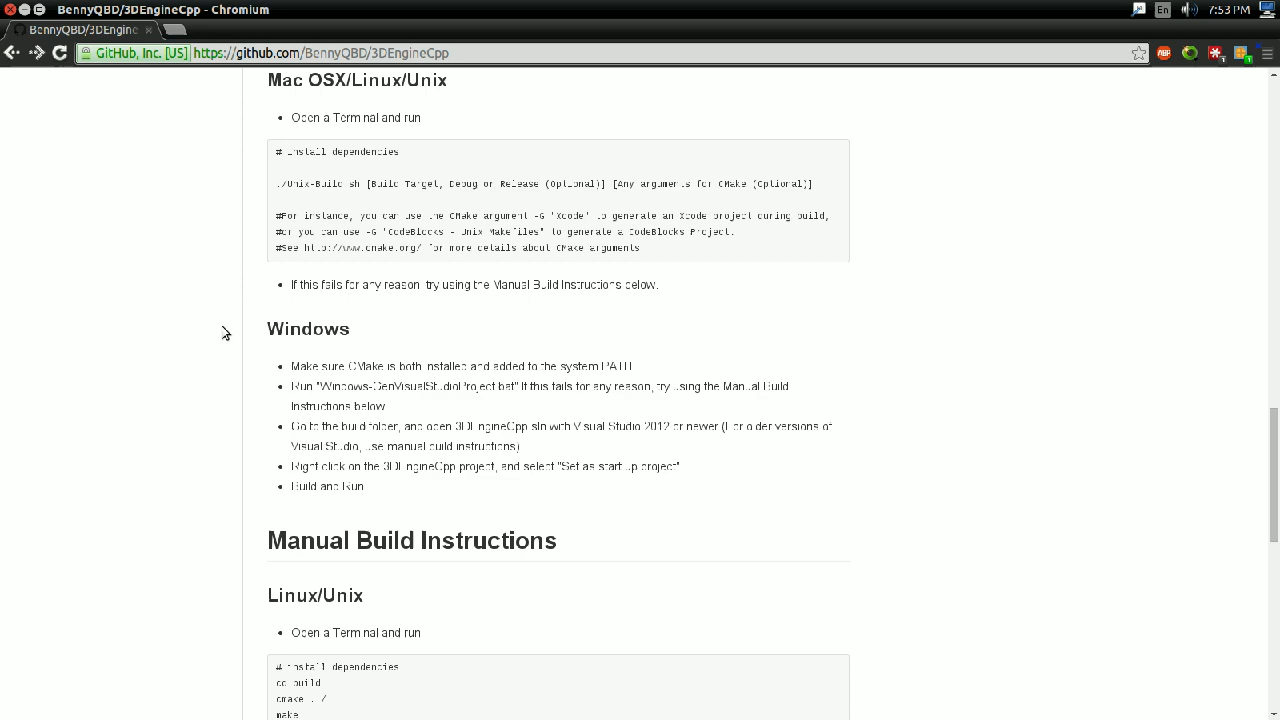 BennyQBD/3DEngineCpp - Chromium
En
7:53 PM
BennyQBD/3DEngine
GitHub, Inc. [US] https://github.com/BennyQBD/3DEngineCpp
Mac OSX/Linux/Unix
Open a Terminal and run
# Install dependencies
./Unix-Build.sh [Build Target, Debug or Release (Optional)] [Any arguments for CMake (Optional)]
#For instance, you can use the CMake argument -G 'Xcode' to generate an Xcode project during build,
#or you can use -G "CodeBlocks - Unix Makefiles" to generate a CodeBlocks Project.
#See http://www.cmake.org/ for more details about CMake arguments
If this fails for any reason, try using the Manual Build Instructions below.
Windows
Make sure CMake is both installed and added to the system PATH
Run "Windows-GenVisualStudioProject.bat" If this fails for any reason, try using the Manual Build
Instructions below
Go to the build folder, and open 3DEngineCpp.sln with Visual Studio 2012 or newer (For older versions of
Visual Studio, use manual build instructions)
Right click on the 3DEngineCpp project, and select "Set as startup project"
Build and Run
Manual Build Instructions
Linux/Unix
Open a Terminal and run
# install dependencies
cd build
cmake ../
make